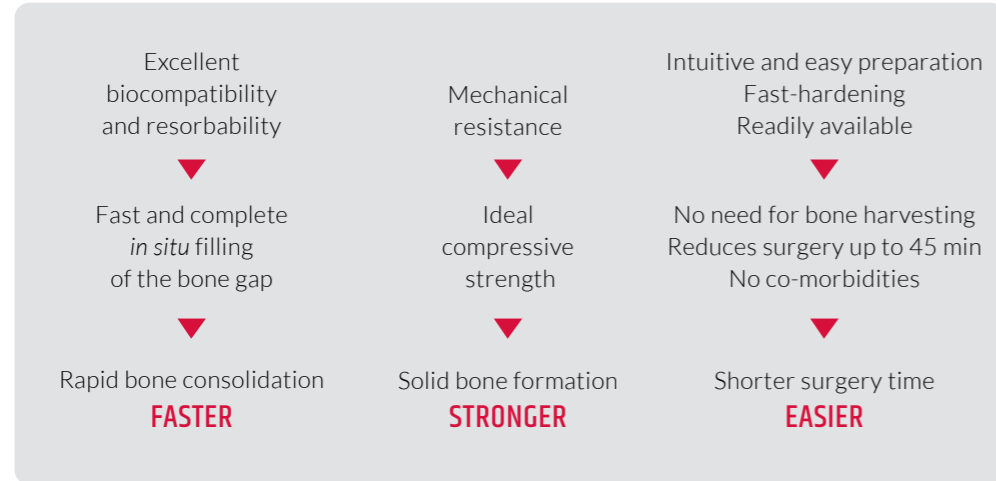 Excellent
biocompatibility
and resorbability
Fast and complete
in situ filling
of the bone gap
Rapid bone consolidation
FASTER
Mechanical
resistance
Ideal
compressive
strength
Solid bone formation
STRONGER
Intuitive and easy preparation
Fast-hardening
Readily available
No need for bone harvesting
Reduces surgery up to 45 min
No co-morbidities
Shorter surgery time
EASIER